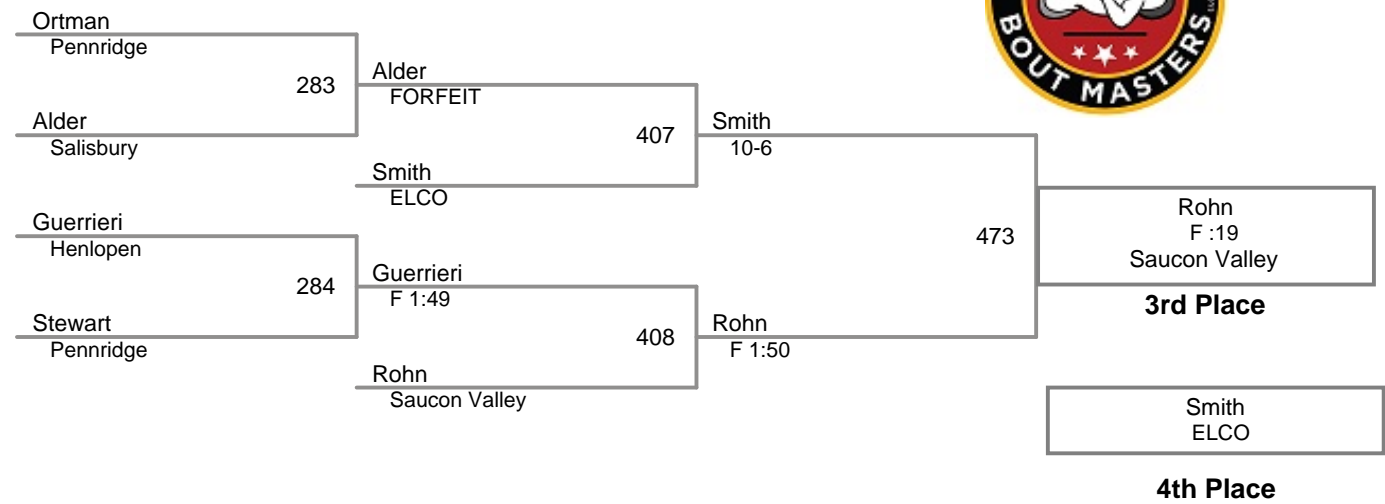 Ortman
Pennridge
283
Alder
Salisbury
Alder
FORFEIT
407
Smith
ELCO
Smith
10-6
Guerrieri
Henlopen
284
Stewart
Pennridge
Guerrieri
F 1:49
408
Rohn
Saucon Valley
Rohn
F 1:50
473
Rohn
F :19
Saucon Valley
3rd Place
Smith
ELCO
4th Place
BOUT MASTERS